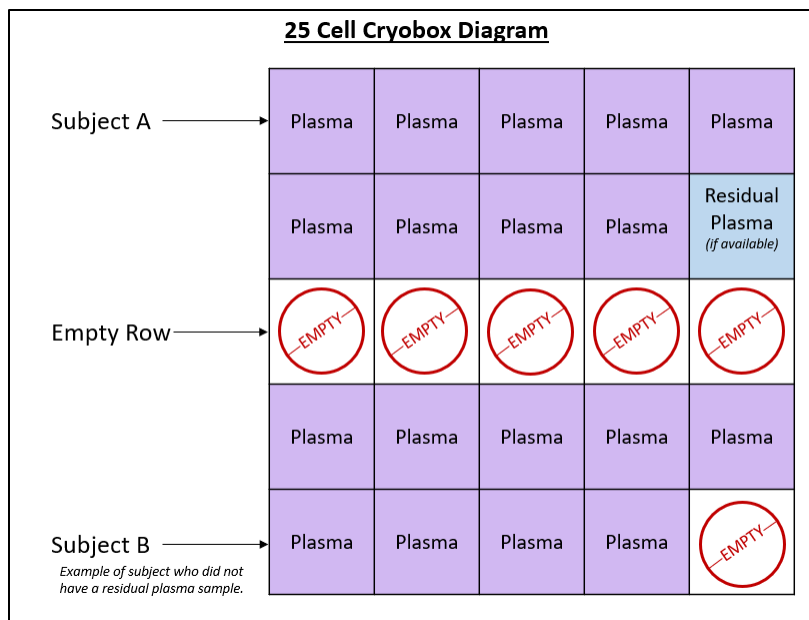 25 Cell Cryobox Diagram
Subject A
Plasma Plasma Plasma Plasma Plasma
Plasma Plasma Plasma Plasma
Residual
Plasma
(if available)
Empty Row
EMPTY EMPTY EMPTY EMPTY EMPTY
Plasma Plasma Plasma Plasma Plasma
Subject B
Plasma Plasma Plasma Plasma EMPTY
Example of subject who did not
have a residual plasma sample.